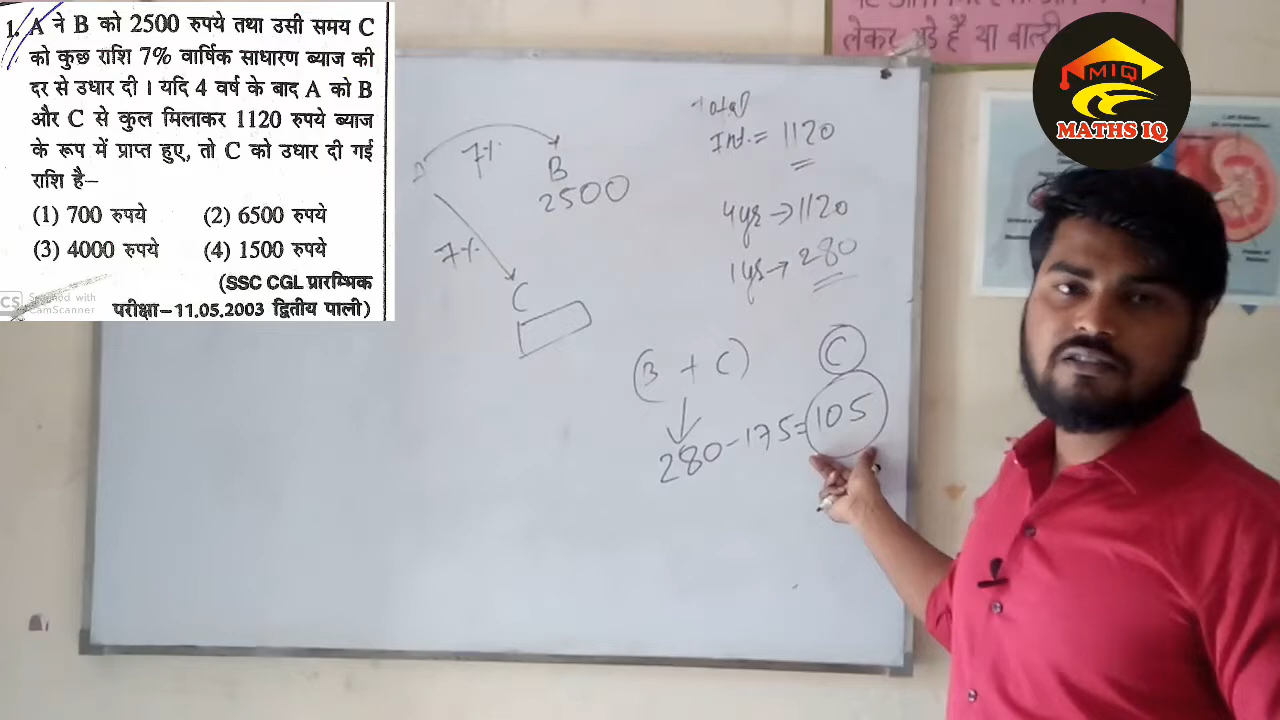 1. A ने B को 2500 रुपये तथा उसी समय C
को कुछ राशि 7% वार्षिक साधारण ब्याज की
दर से उधार दी । यदि 4 वर्ष के बाद A को B
और C से कुल मिलाकर 1120 रुपये ब्याज
के रूप में प्राप्त हुए, तो C को उधार दी गई
राशि है–
(1) 700 रुपये (2) 6500 रुपये
(3) 4000 रुपये (4) 1500 रुपये
(SSC CGL प्रारम्भिक
परीक्षा–11.05.2003 द्वितीय पाली)
CS Scanned with
CamScanner
7%
B
2500
7%
C
Total
Int. = 1120
4yr → 1120
1yr → 280
(B + C)
C
280-175=105
लेकर
है या
MIQ
MATHS IQ